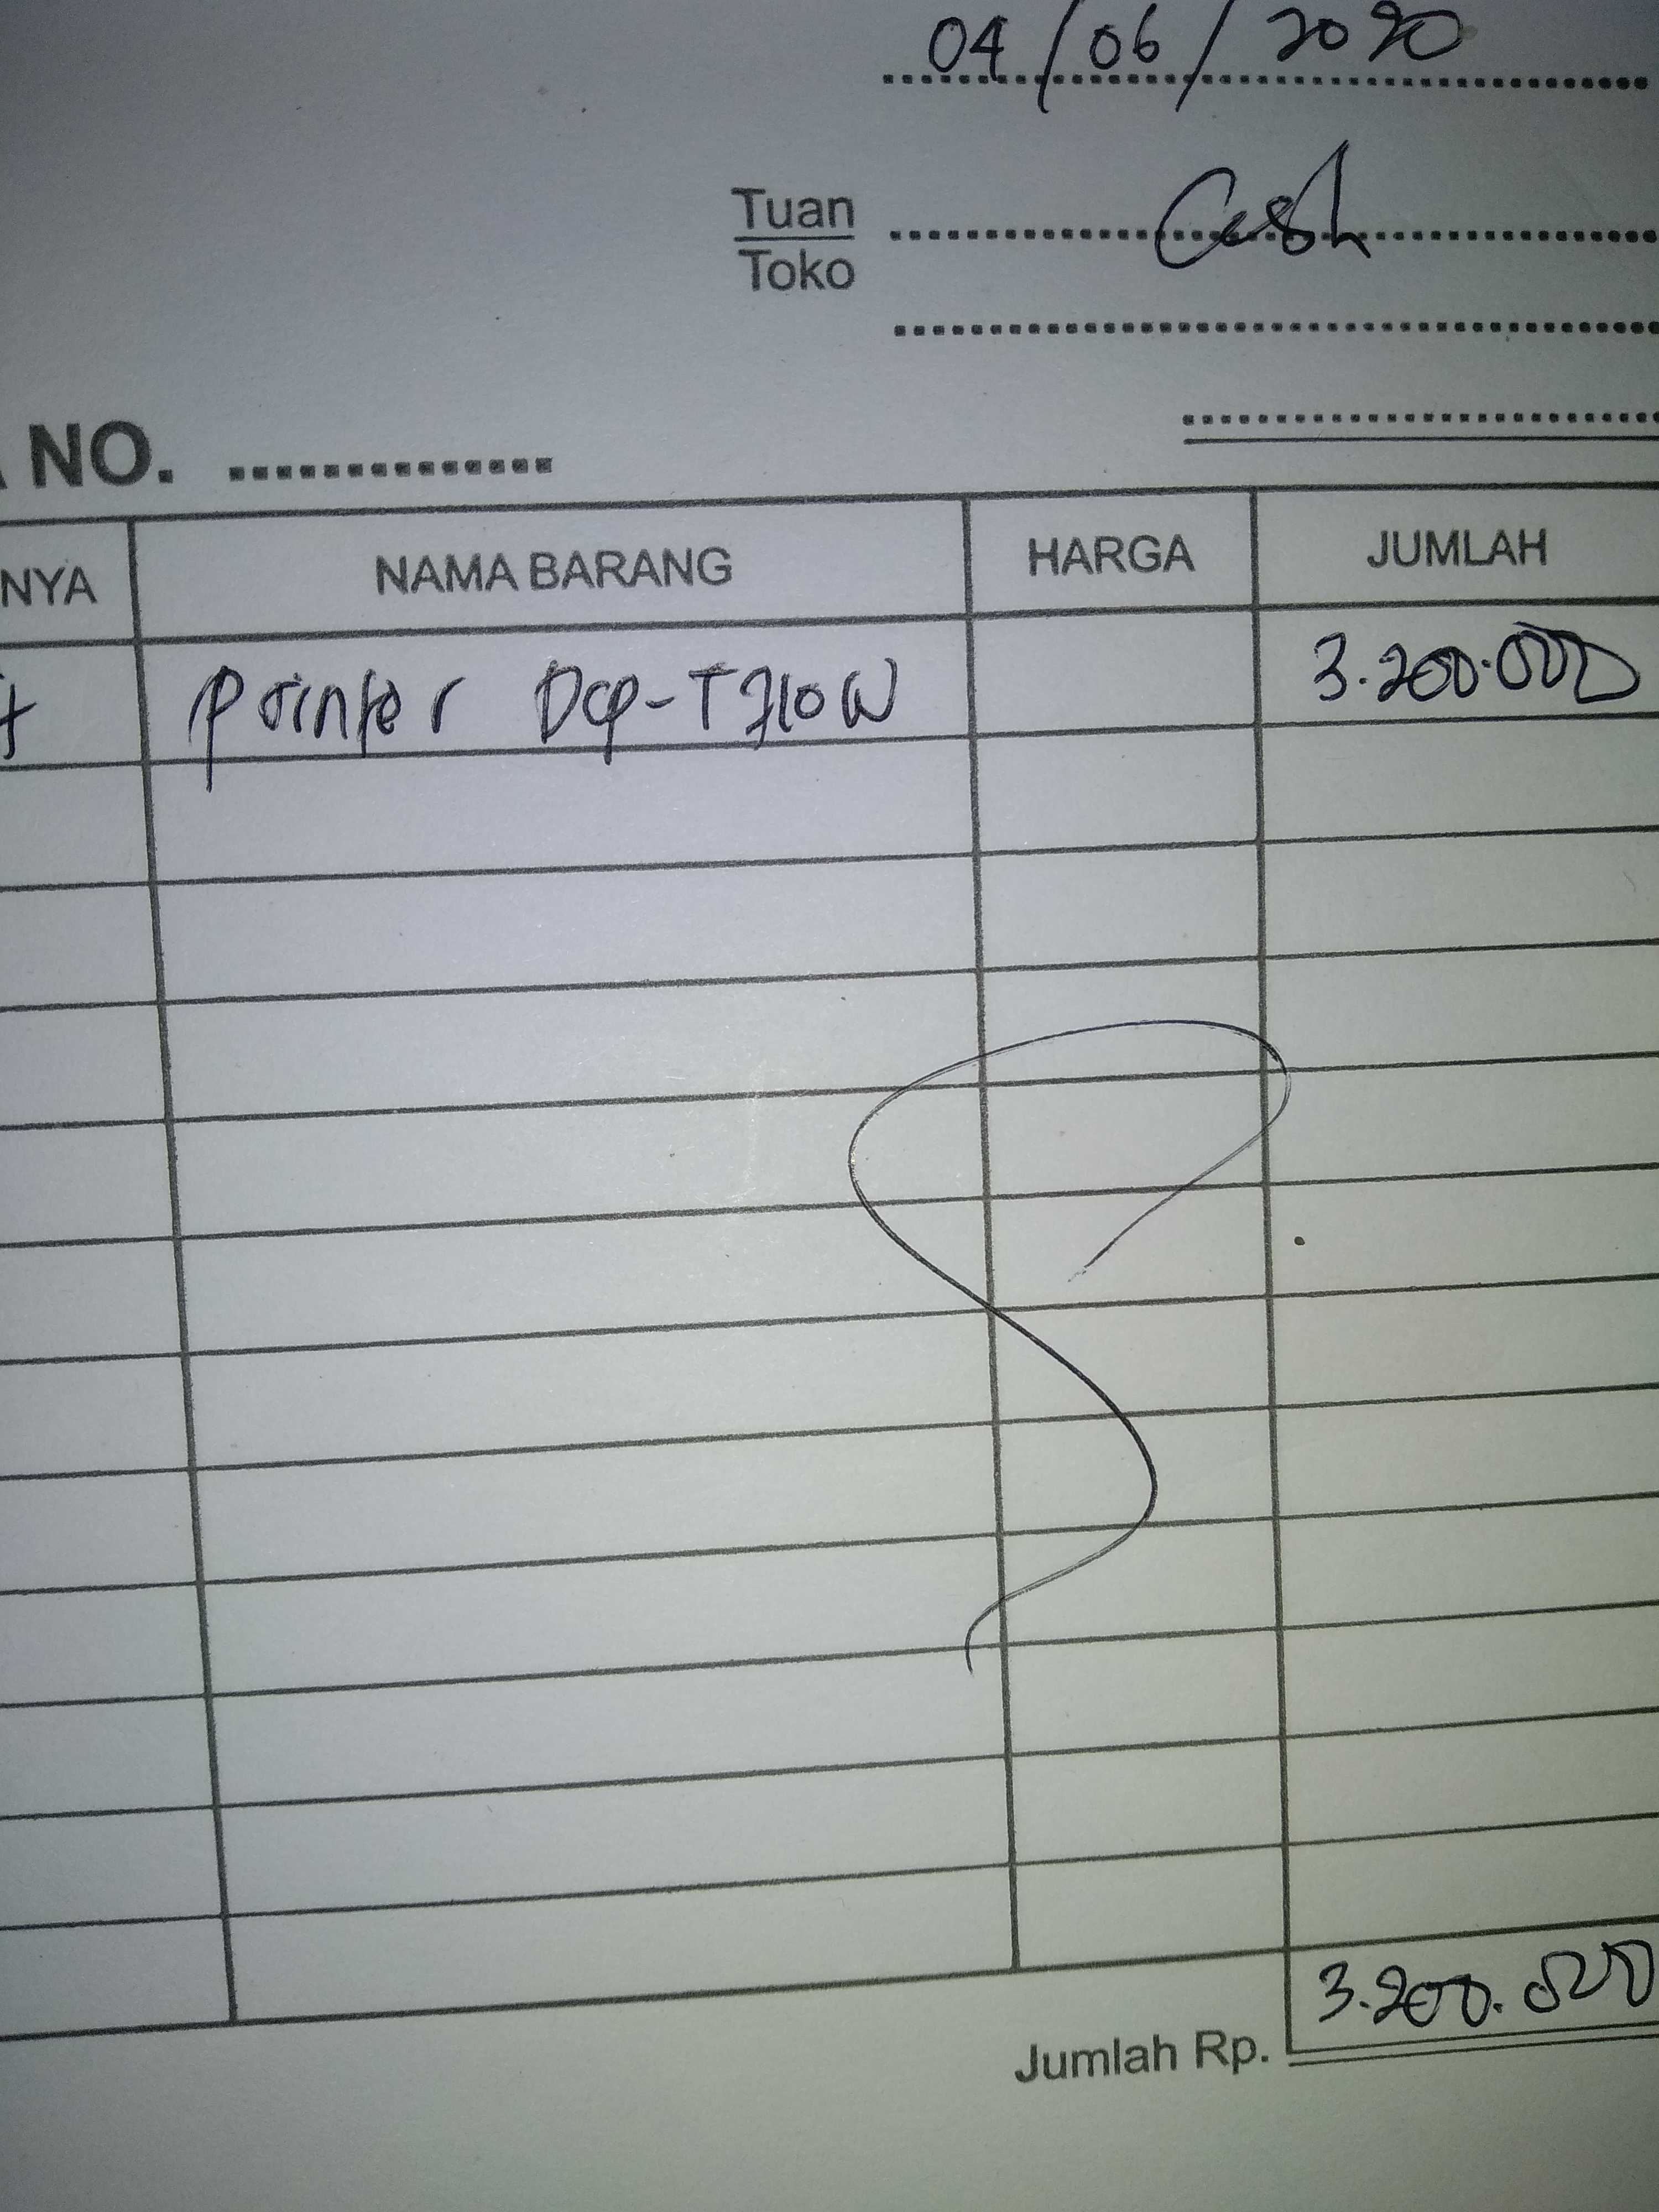 04/06/2020
Tuan
Toko
Cash
NO.
NYA NAMA BARANG HARGA JUMLAH
Printer Dcp-T710W 3.200.000
Jumlah Rp. 3.200.000